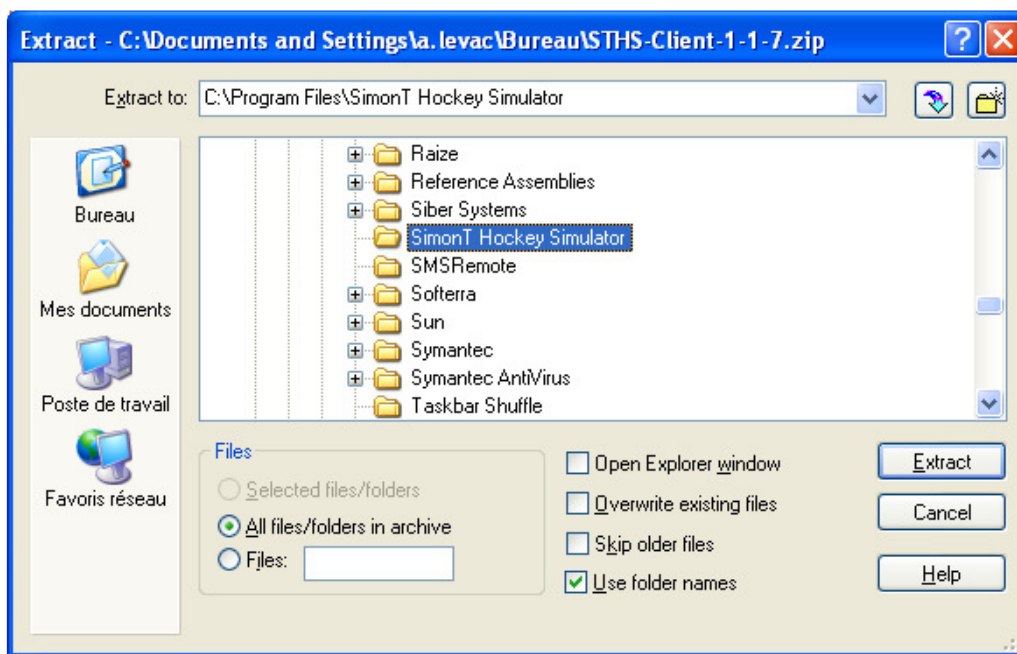 Extract - C:\Documents and Settings\a.levac\Bureau\STHS-Client-1-1-7.zip
Extract to: C:\Program Files\SimonT Hockey Simulator
Bureau
Mes documents
Poste de travail
Favoris réseau
Raize
Reference Assemblies
Siber Systems
SimonT Hockey Simulator
SMSRemote
Softerra
Sun
Symantec
Symantec AntiVirus
Taskbar Shuffle
Files
Selected files/folders
All files/folders in archive
Files:
Open Explorer window
Overwrite existing files
Skip older files
Use folder names
Extract
Cancel
Help